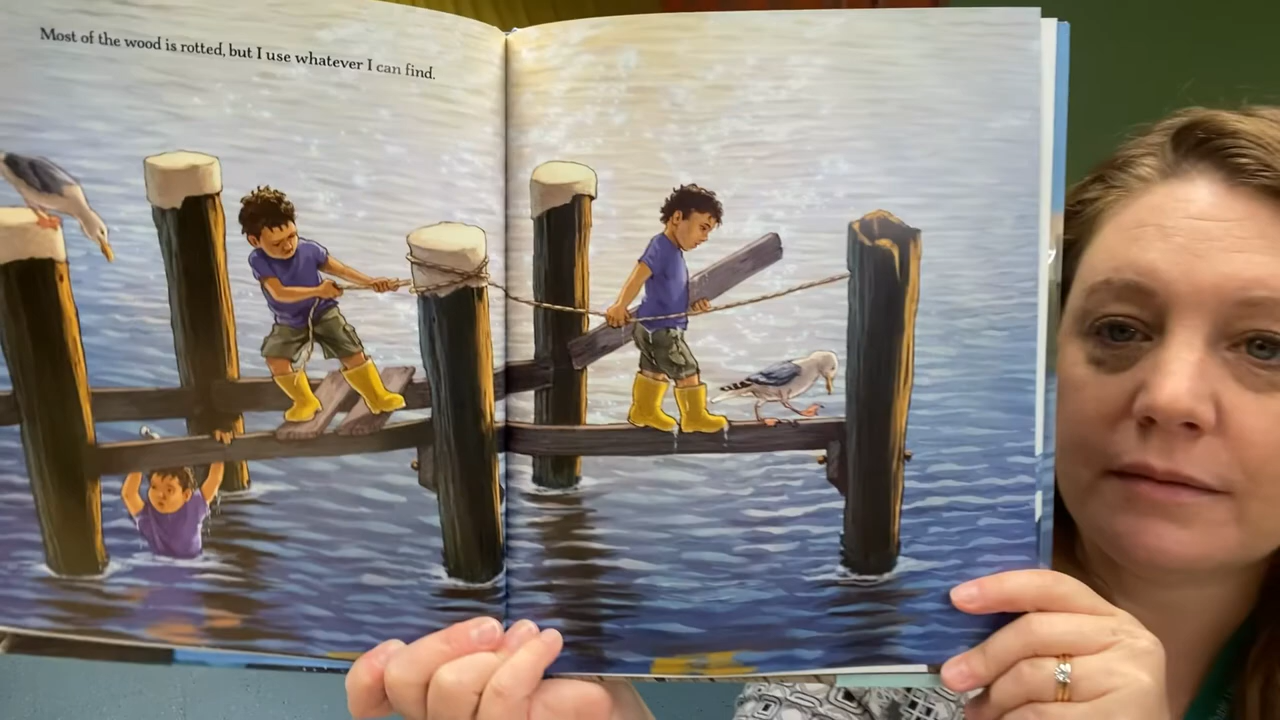 Most of the wood is rotted, but I use whatever I can find.